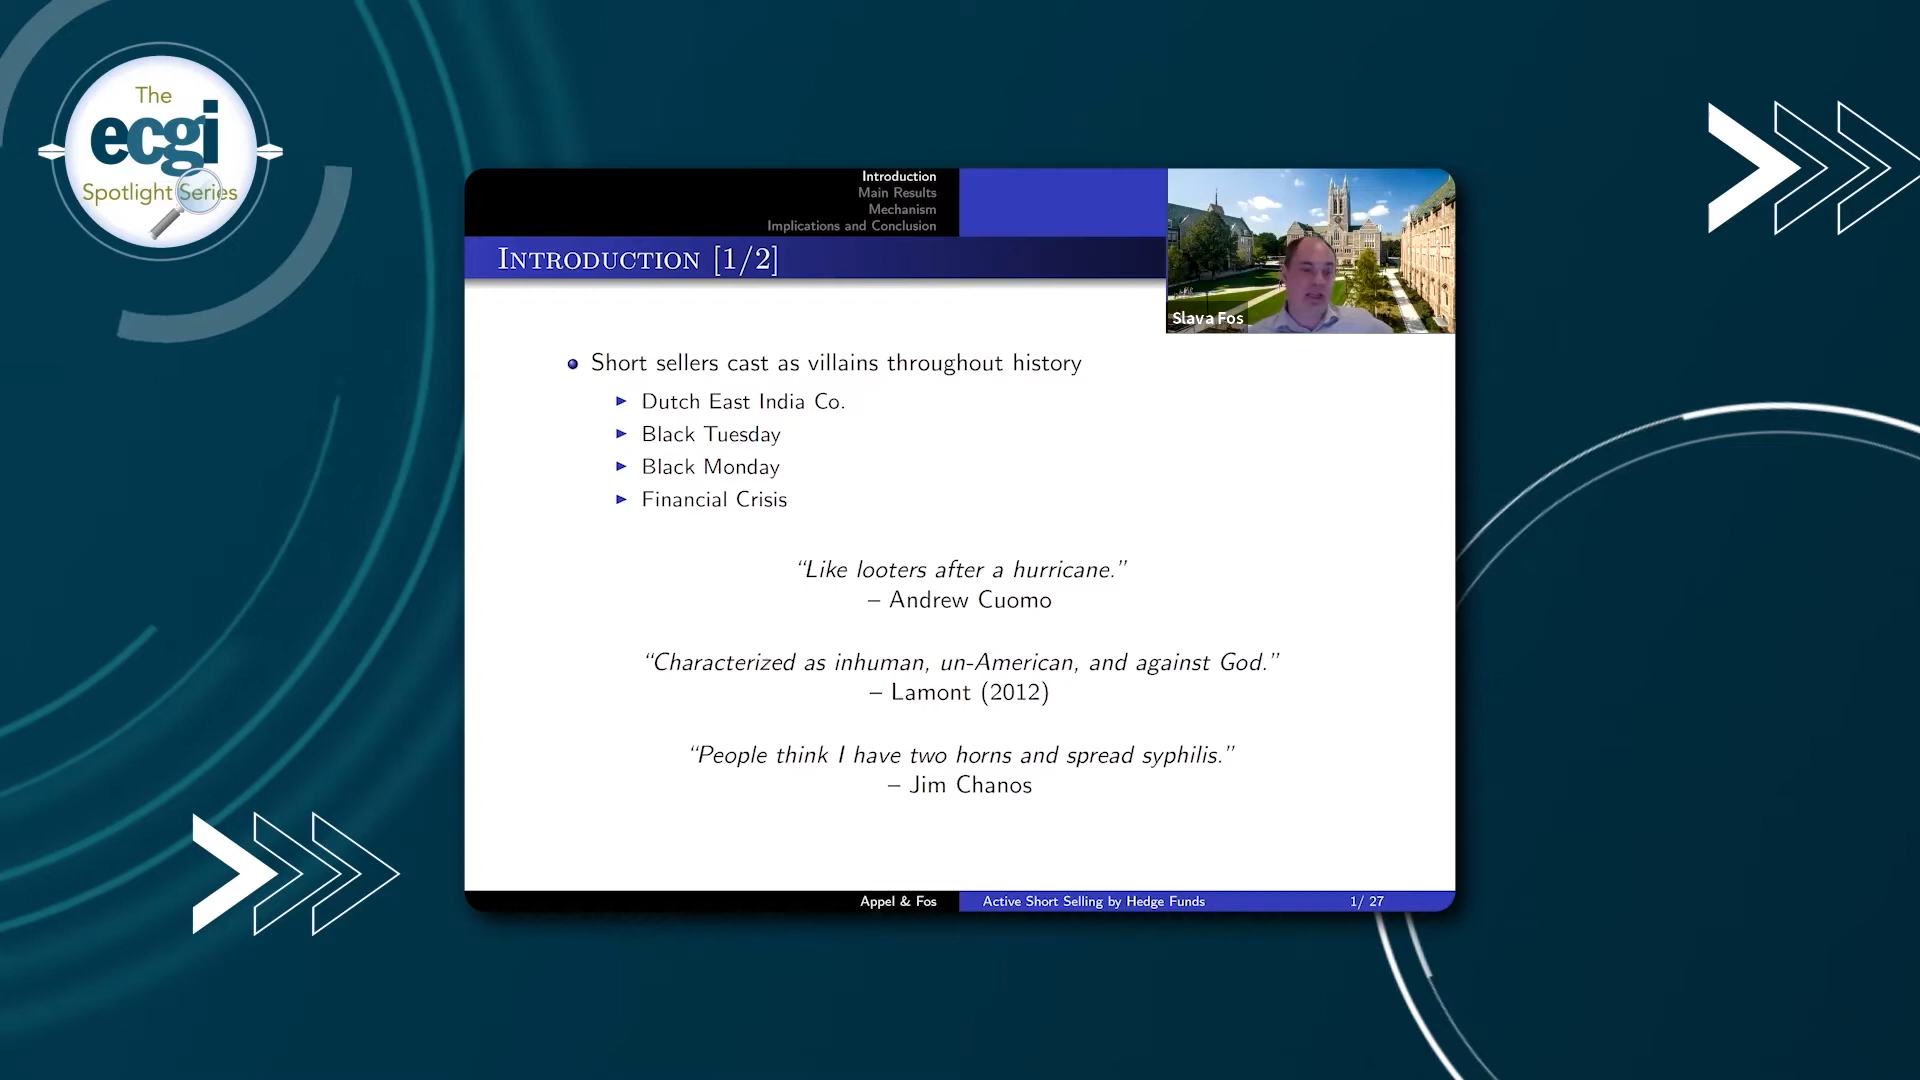 The
ecgi
Spotlight Series
Introduction
Main Results
Mechanism
Implications and Conclusion
Introduction [1/2]
Slava Fos
Short sellers cast as villains throughout history
Dutch East India Co.
Black Tuesday
Black Monday
Financial Crisis
“Like looters after a hurricane.”
– Andrew Cuomo
“Characterized as inhuman, un-American, and against God.”
– Lamont (2012)
“People think I have two horns and spread syphilis.”
– Jim Chanos
Appel & Fos
Active Short Selling by Hedge Funds
1/ 27